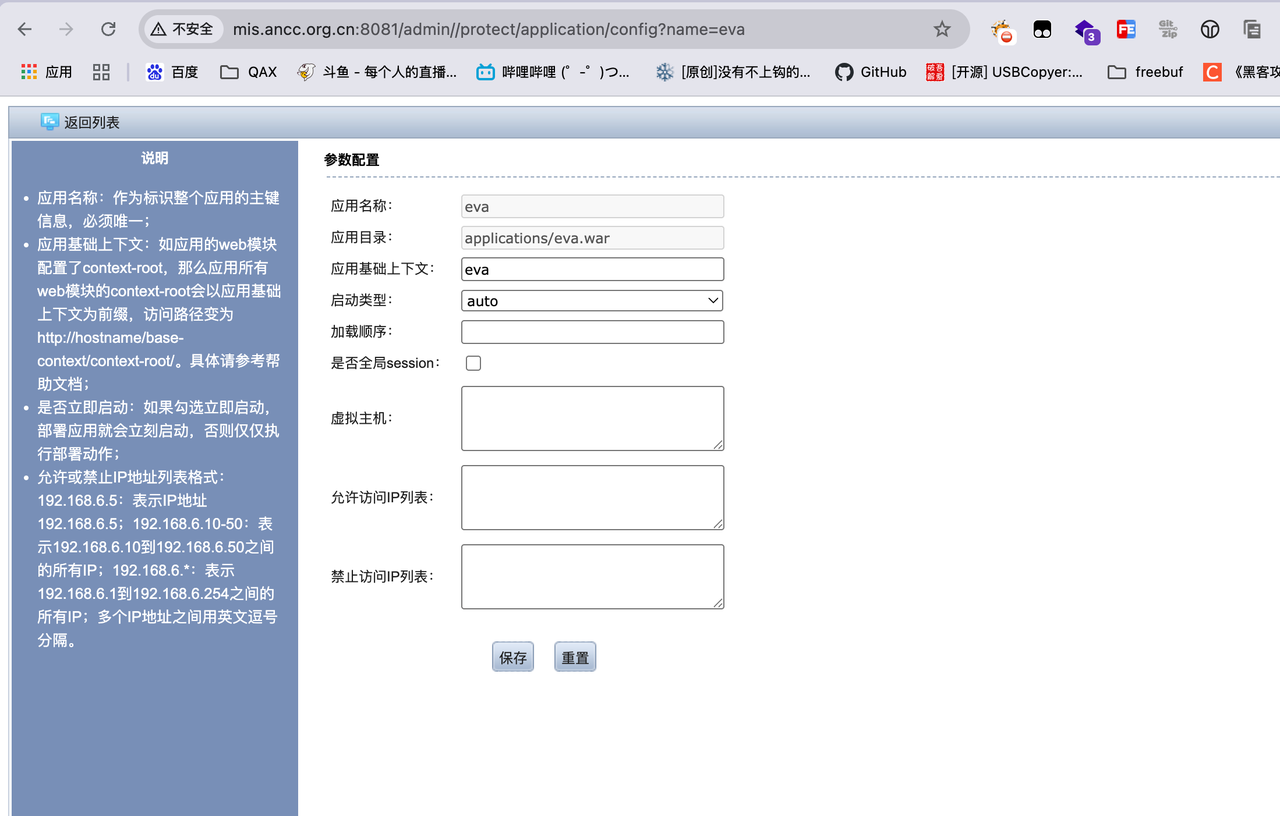 不安全
mis.ancc.org.cn:8081/admin//protect/application/config?name=eva
3
FE
Git
Zip
应用
百度
QAX
斗鱼 - 每个人的直播...
哔哩哔哩 (゜-゜)つ...
[原创]没有不上钩的...
GitHub
[开源] USBCopyer:...
freebuf
C
《黑客攻
返回列表
说明
• 应用名称：作为标识整个应用的主键
信息，必须唯一；
• 应用基础上下文：如应用的web模块
配置了context-root，那么应用所有
web模块的context-root会以应用基础
上下文为前缀，访问路径变为
http://hostname/base-
context/context-root/。具体请参考帮
助文档；
• 是否立即启动：如果勾选立即启动，
部署应用就会立刻启动，否则仅仅执
行部署动作；
• 允许或禁止IP地址列表格式：
192.168.6.5：表示IP地址
192.168.6.5；192.168.6.10-50：表
示192.168.6.10到192.168.6.50之间
的所有IP；192.168.6.*：表示
192.168.6.1到192.168.6.254之间的
所有IP；多个IP地址之间用英文逗号
分隔。
参数配置
应用名称： eva
应用目录： applications/eva.war
应用基础上下文： eva
启动类型： auto
加载顺序：
是否全局session：
虚拟主机：
允许访问IP列表：
禁止访问IP列表：
保存 重置